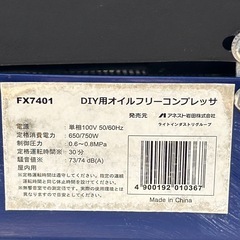 FX7401 DIY用オイルフリーコンプレッサ
発売元 アネスト岩田株式会社
ライトインダストリグループ
電源 単相100V 50/60Hz
定格消費電力 650/750W
制御圧力 0.6～0.8MPa
定格運転時間※ 30分
騒音値※ 73/74 dB(A)
屋内用
4 900192 010367
Made in China